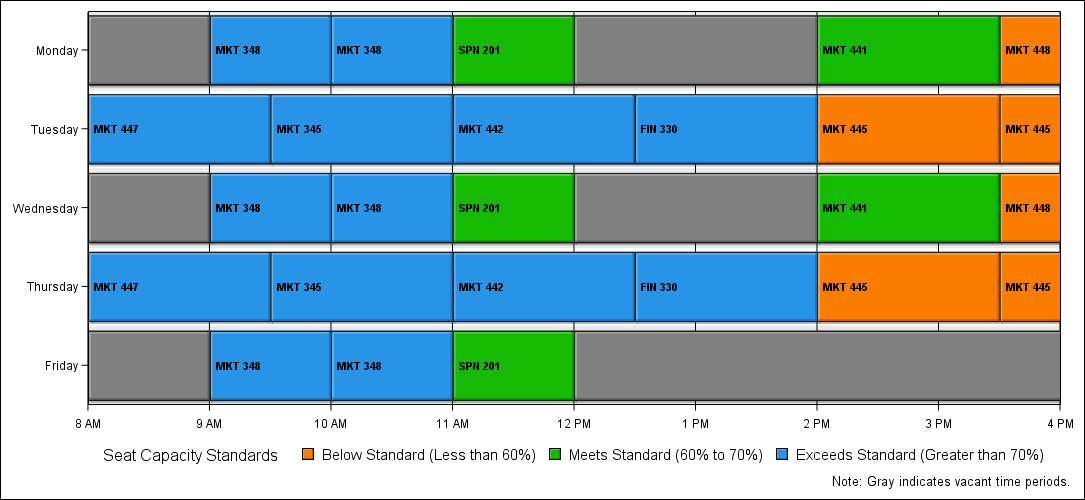 Monday MKT 348 MKT 348 SPN 201 MKT 441 MKT 448
Tuesday MKT 447 MKT 345 MKT 442 FIN 330 MKT 445 MKT 445
Wednesday MKT 348 MKT 348 SPN 201 MKT 441 MKT 448
Thursday MKT 447 MKT 345 MKT 442 FIN 330 MKT 445 MKT 445
Friday MKT 348 MKT 348 SPN 201
8 AM 9 AM 10 AM 11 AM 12 PM 1 PM 2 PM 3 PM 4 PM
Seat Capacity Standards Below Standard (Less than 60%) Meets Standard (60% to 70%) Exceeds Standard (Greater than 70%)
Note: Gray indicates vacant time periods.